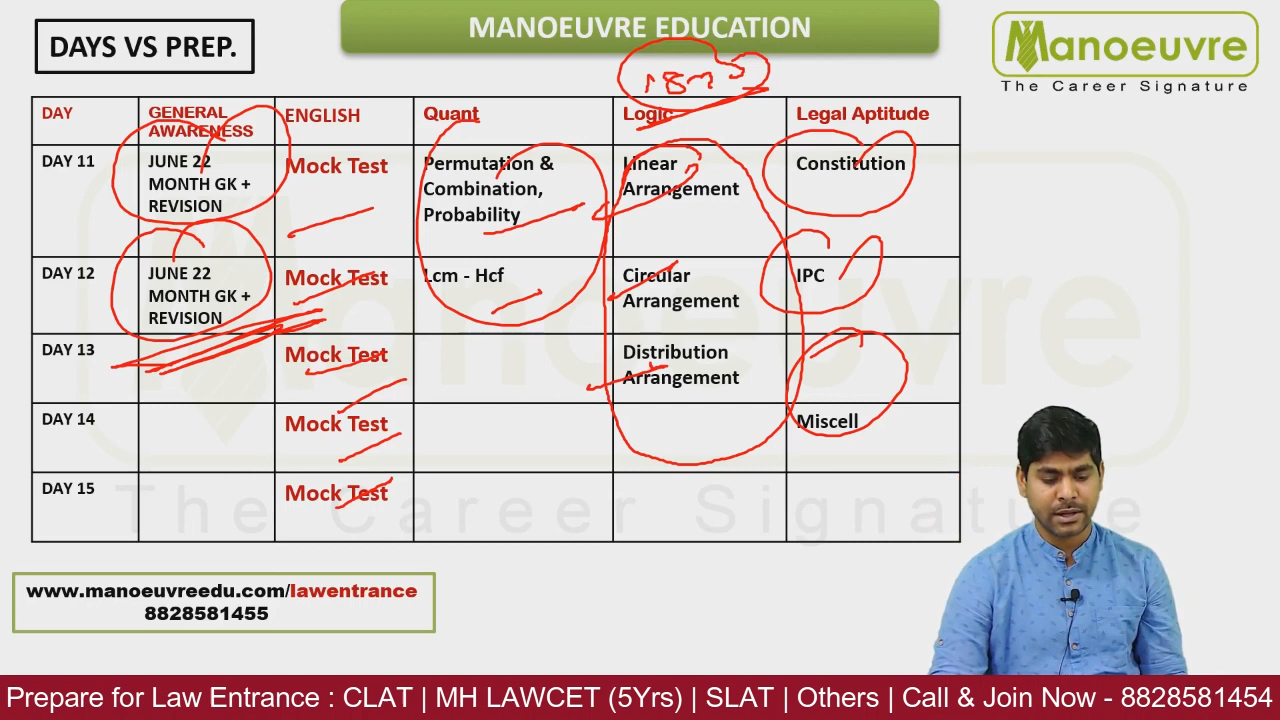 MANOEUVRE EDUCATION
DAYS VS PREP.
Manoeuvre
The Career Signature
DAY
GENERAL
AWARENESS
ENGLISH
Quant
Logic
Legal Aptitude
DAY 11
JUNE 22
MONTH GK +
REVISION
Mock Test
Permutation &
Combination,
Probability
Linear
Arrangement
Constitution
DAY 12
JUNE 22
MONTH GK +
REVISION
Mock Test
Lcm - Hcf
Circular
Arrangement
IPC
DAY 13
Mock Test
Distribution
Arrangement
DAY 14
Mock Test
Miscell
DAY 15
Mock Test
Manoeuvre
The Career Signature
www.manoeuvreedu.com/lawentrance
8828581455
Prepare for Law Entrance : CLAT | MH LAWCET (5Yrs) | SLAT | Others | Call & Join Now - 8828581454